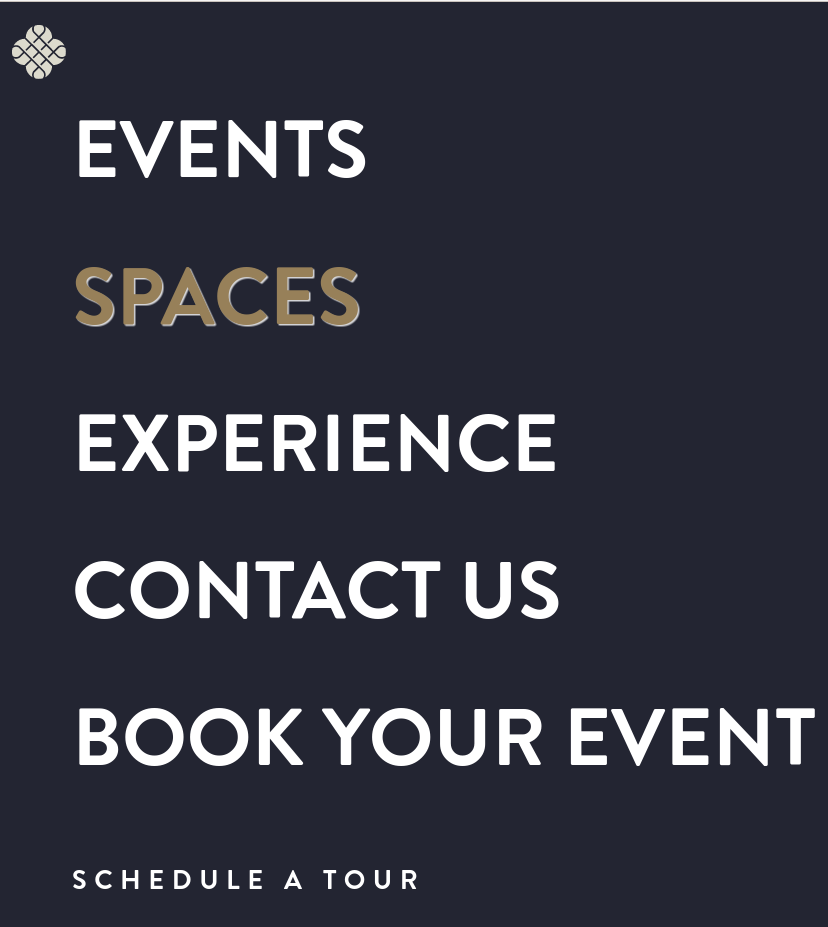 EVENTS
SPACES
EXPERIENCE
CONTACT US
BOOK YOUR EVENT
SCHEDULE A TOUR